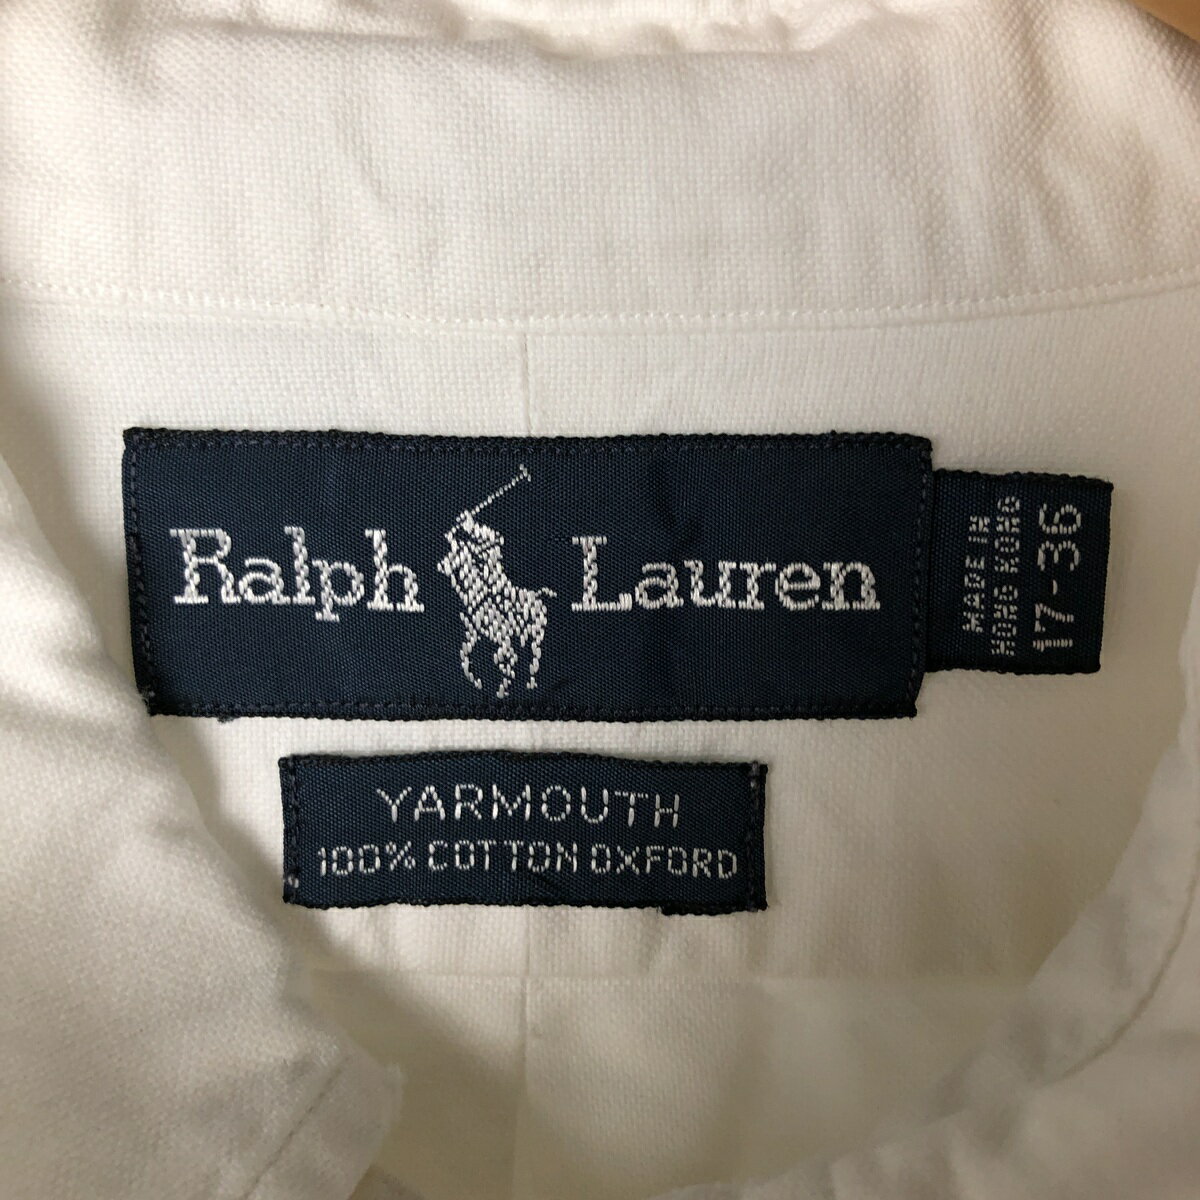 Ralph Lauren
MADE IN
HONG KONG
17-36
YARMOUTH
100% COTTON OXFORD